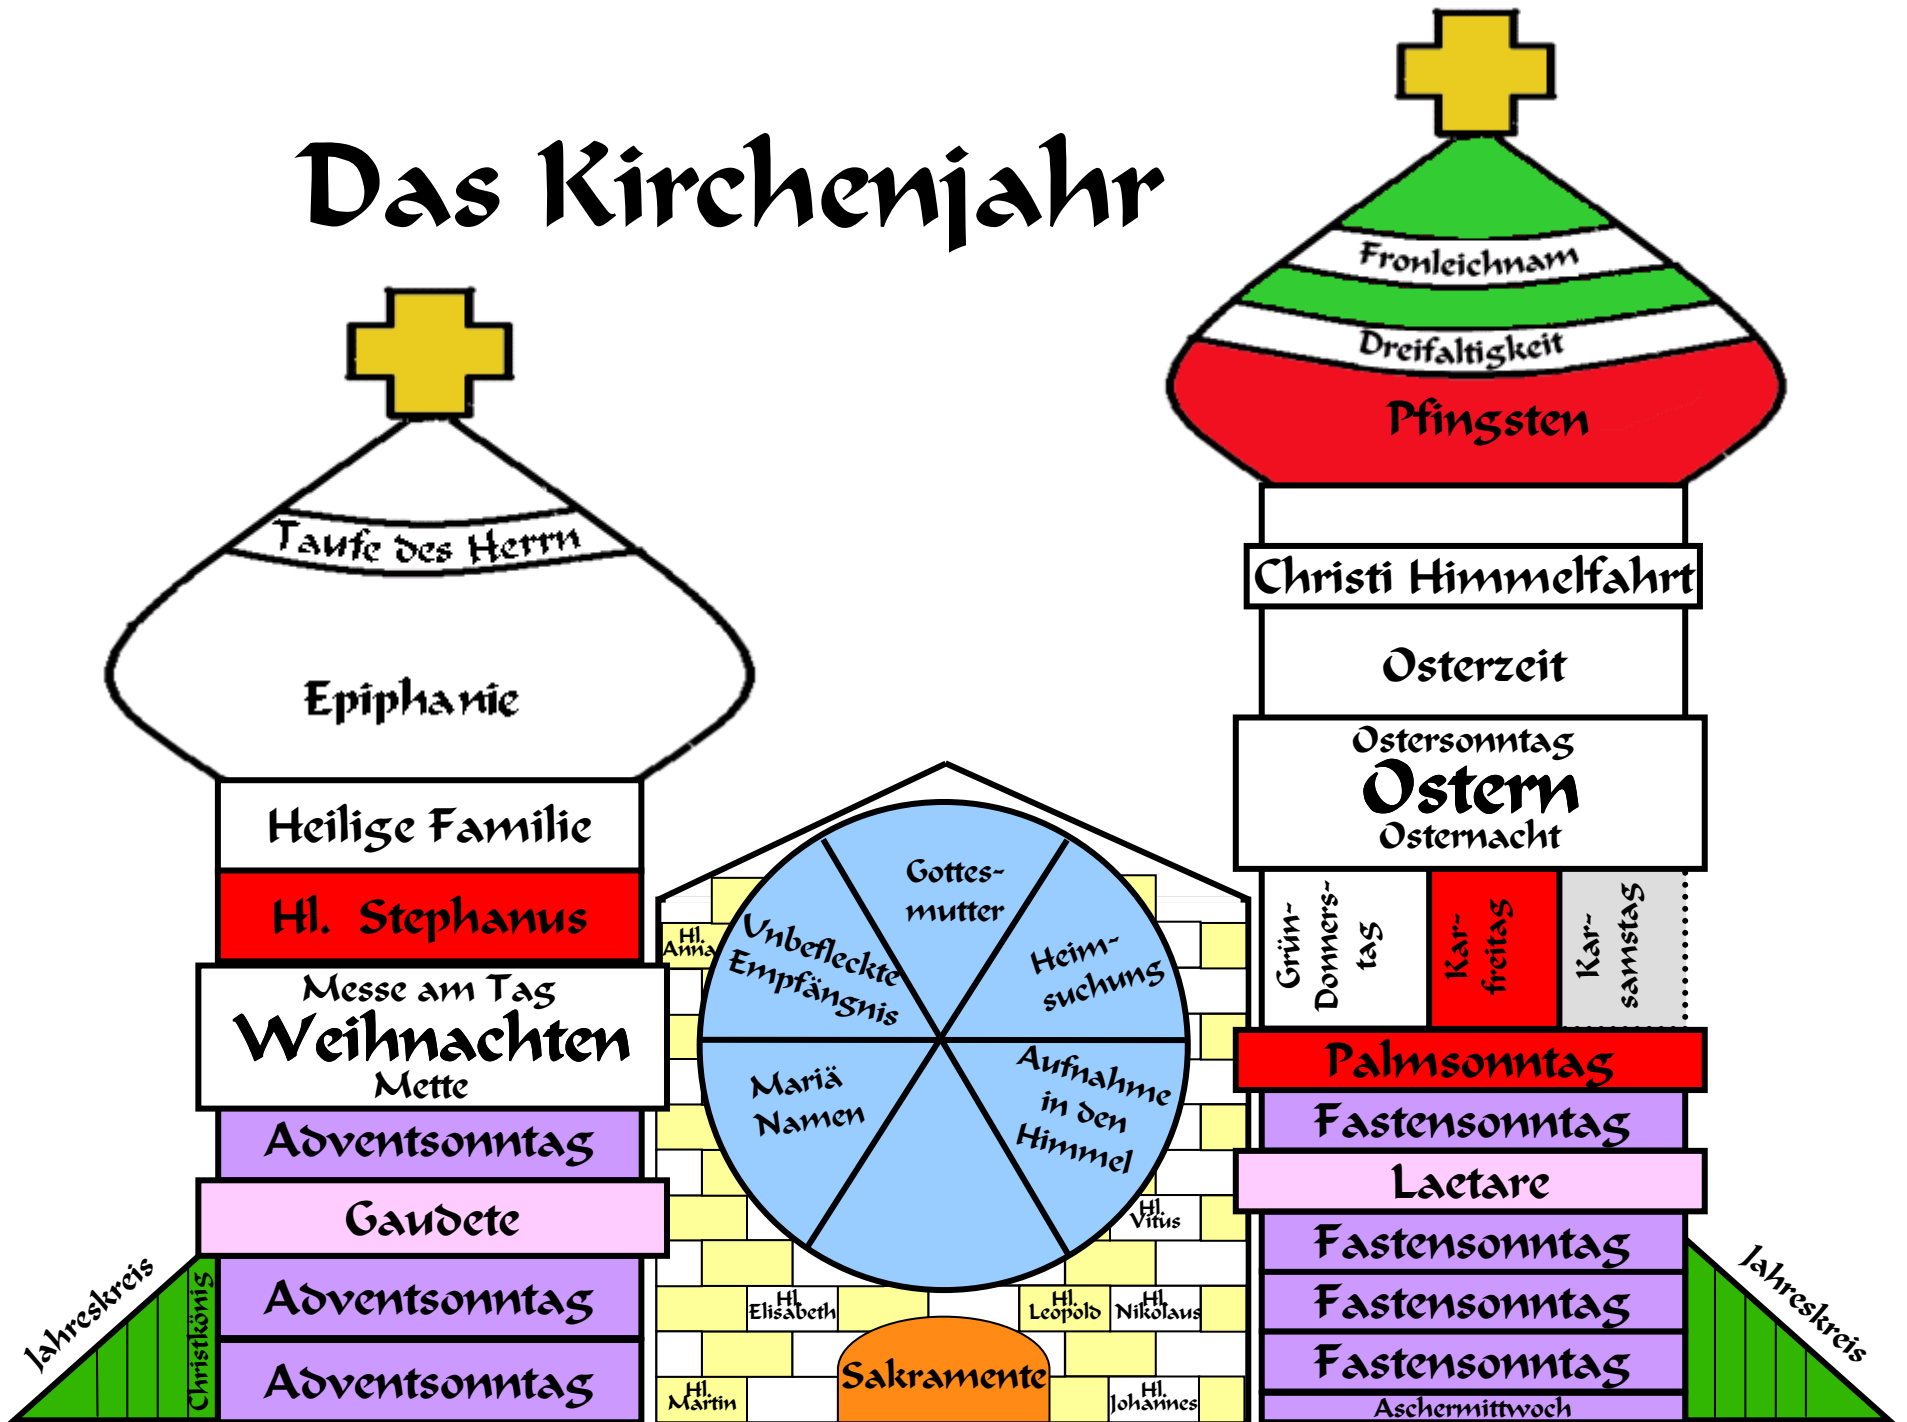 Das Kirchenjahr
Taufe des Herrn
Epiphanie
Heilige Familie
Hl. Stephanus
Messe am Tag
Weihnachten
Mette
Adventsonntag
Gaudete
Adventsonntag
Adventsonntag
Jahreskreis
Christkönig
Hl.
Anna
Gottes-
mutter
Unbefleckte
Empfängnis
Heim-
suchung
Mariä
Namen
Aufnahme
in den
Himmel
Hl.
Vitus
Hl.
Elisabeth
Hl.
Leopold
Hl.
Nikolaus
Sakramente
Hl.
Martin
Hl.
Johannes
Fronleichnam
Dreifaltigkeit
Pfingsten
Christi Himmelfahrt
Osterzeit
Ostersonntag
Ostern
Osternacht
Grün-
Donners-
tag
Kar-
freitag
Kar-
samstag
Palmsonntag
Fastensonntag
Laetare
Fastensonntag
Fastensonntag
Fastensonntag
Aschermittwoch
Jahreskreis